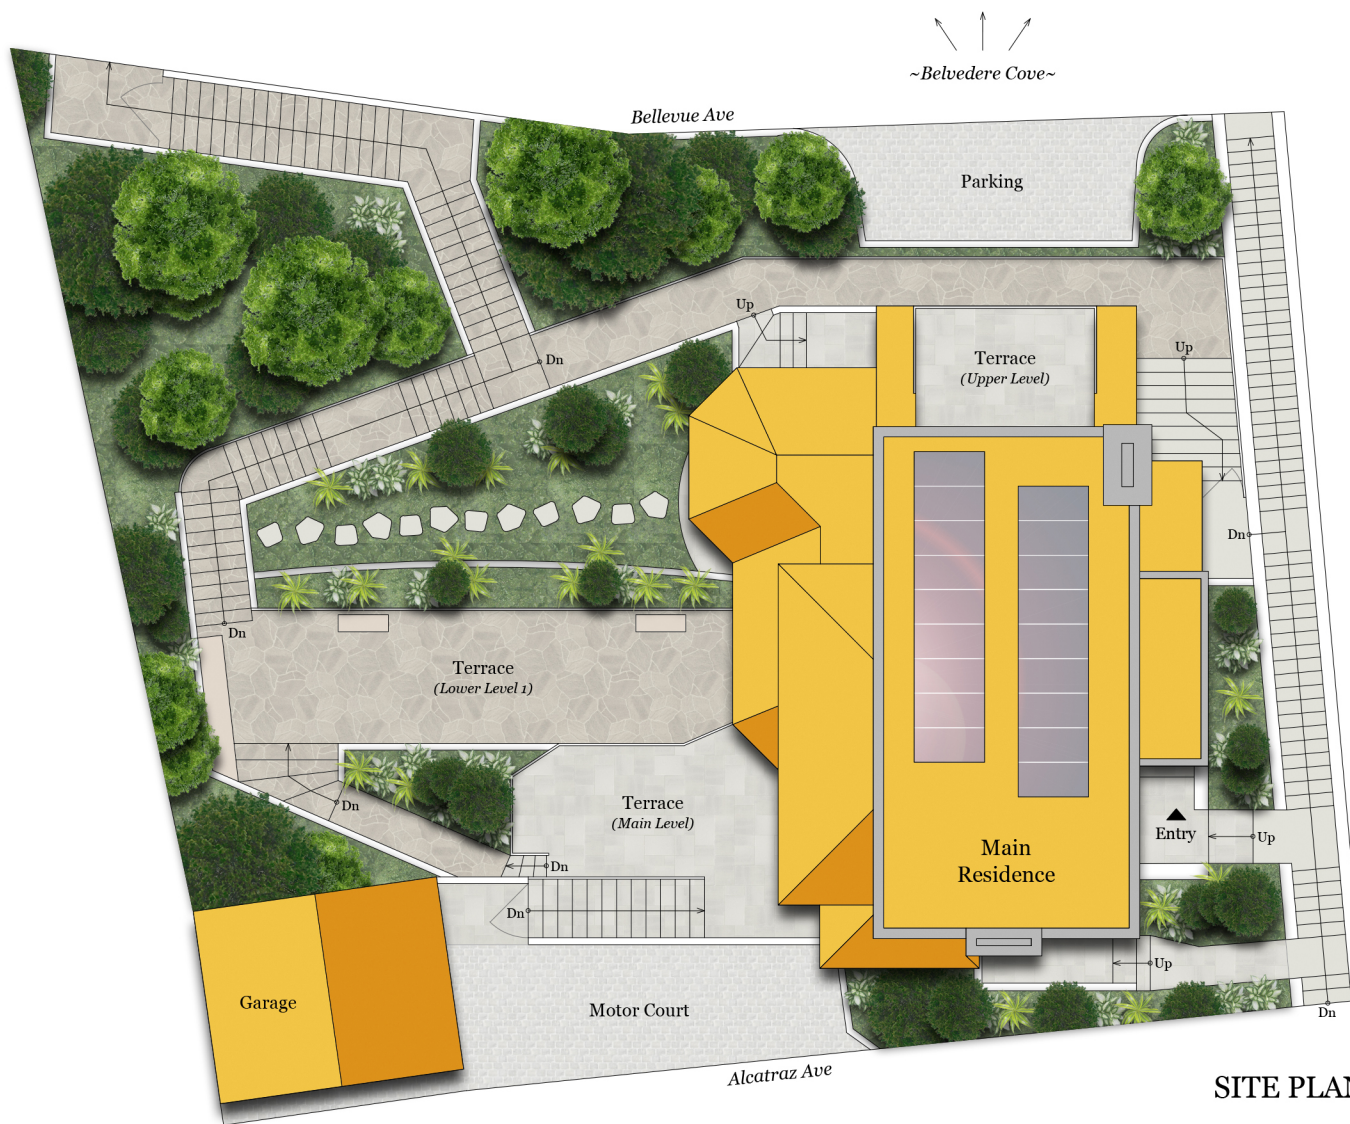 ~Belvedere Cove~
Bellevue Ave
Parking
Up
Terrace
(Upper Level)
Up
Dn
Dn
Dn
Terrace
(Lower Level 1)
Dn
Terrace
(Main Level)
Entry
Up
Main
Residence
Dn
Dn
Up
Garage
Motor Court
Dn
Alcatraz Ave
SITE PLAN